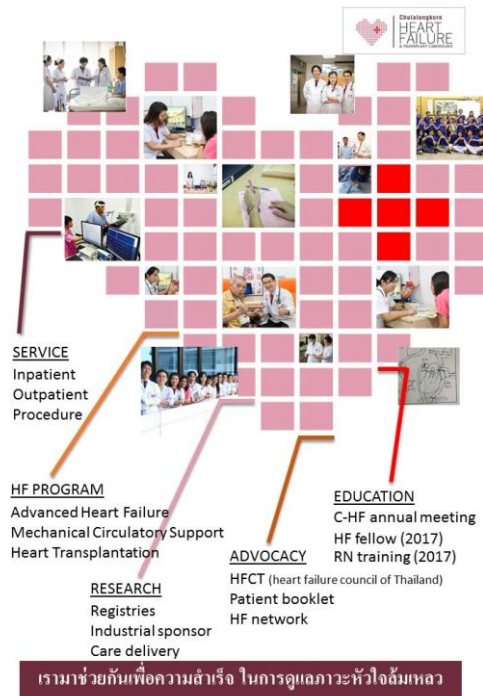 Chulalongkorn
HEART
FAILURE
& TRANSPLANT CARDIOLOGY
SERVICE
Inpatient
Outpatient
Procedure
HF PROGRAM
Advanced Heart Failure
Mechanical Circulatory Support
Heart Transplantation
RESEARCH
Registries
Industrial sponsor
Care delivery
ADVOCACY
HFCT (heart failure council of Thailand)
Patient booklet
HF network
EDUCATION
C-HF annual meeting
HF fellow (2017)
RN training (2017)
เรามาช่วยกันเพื่อความสำเร็จ ในการดูแลภาวะหัวใจล้มเหลว